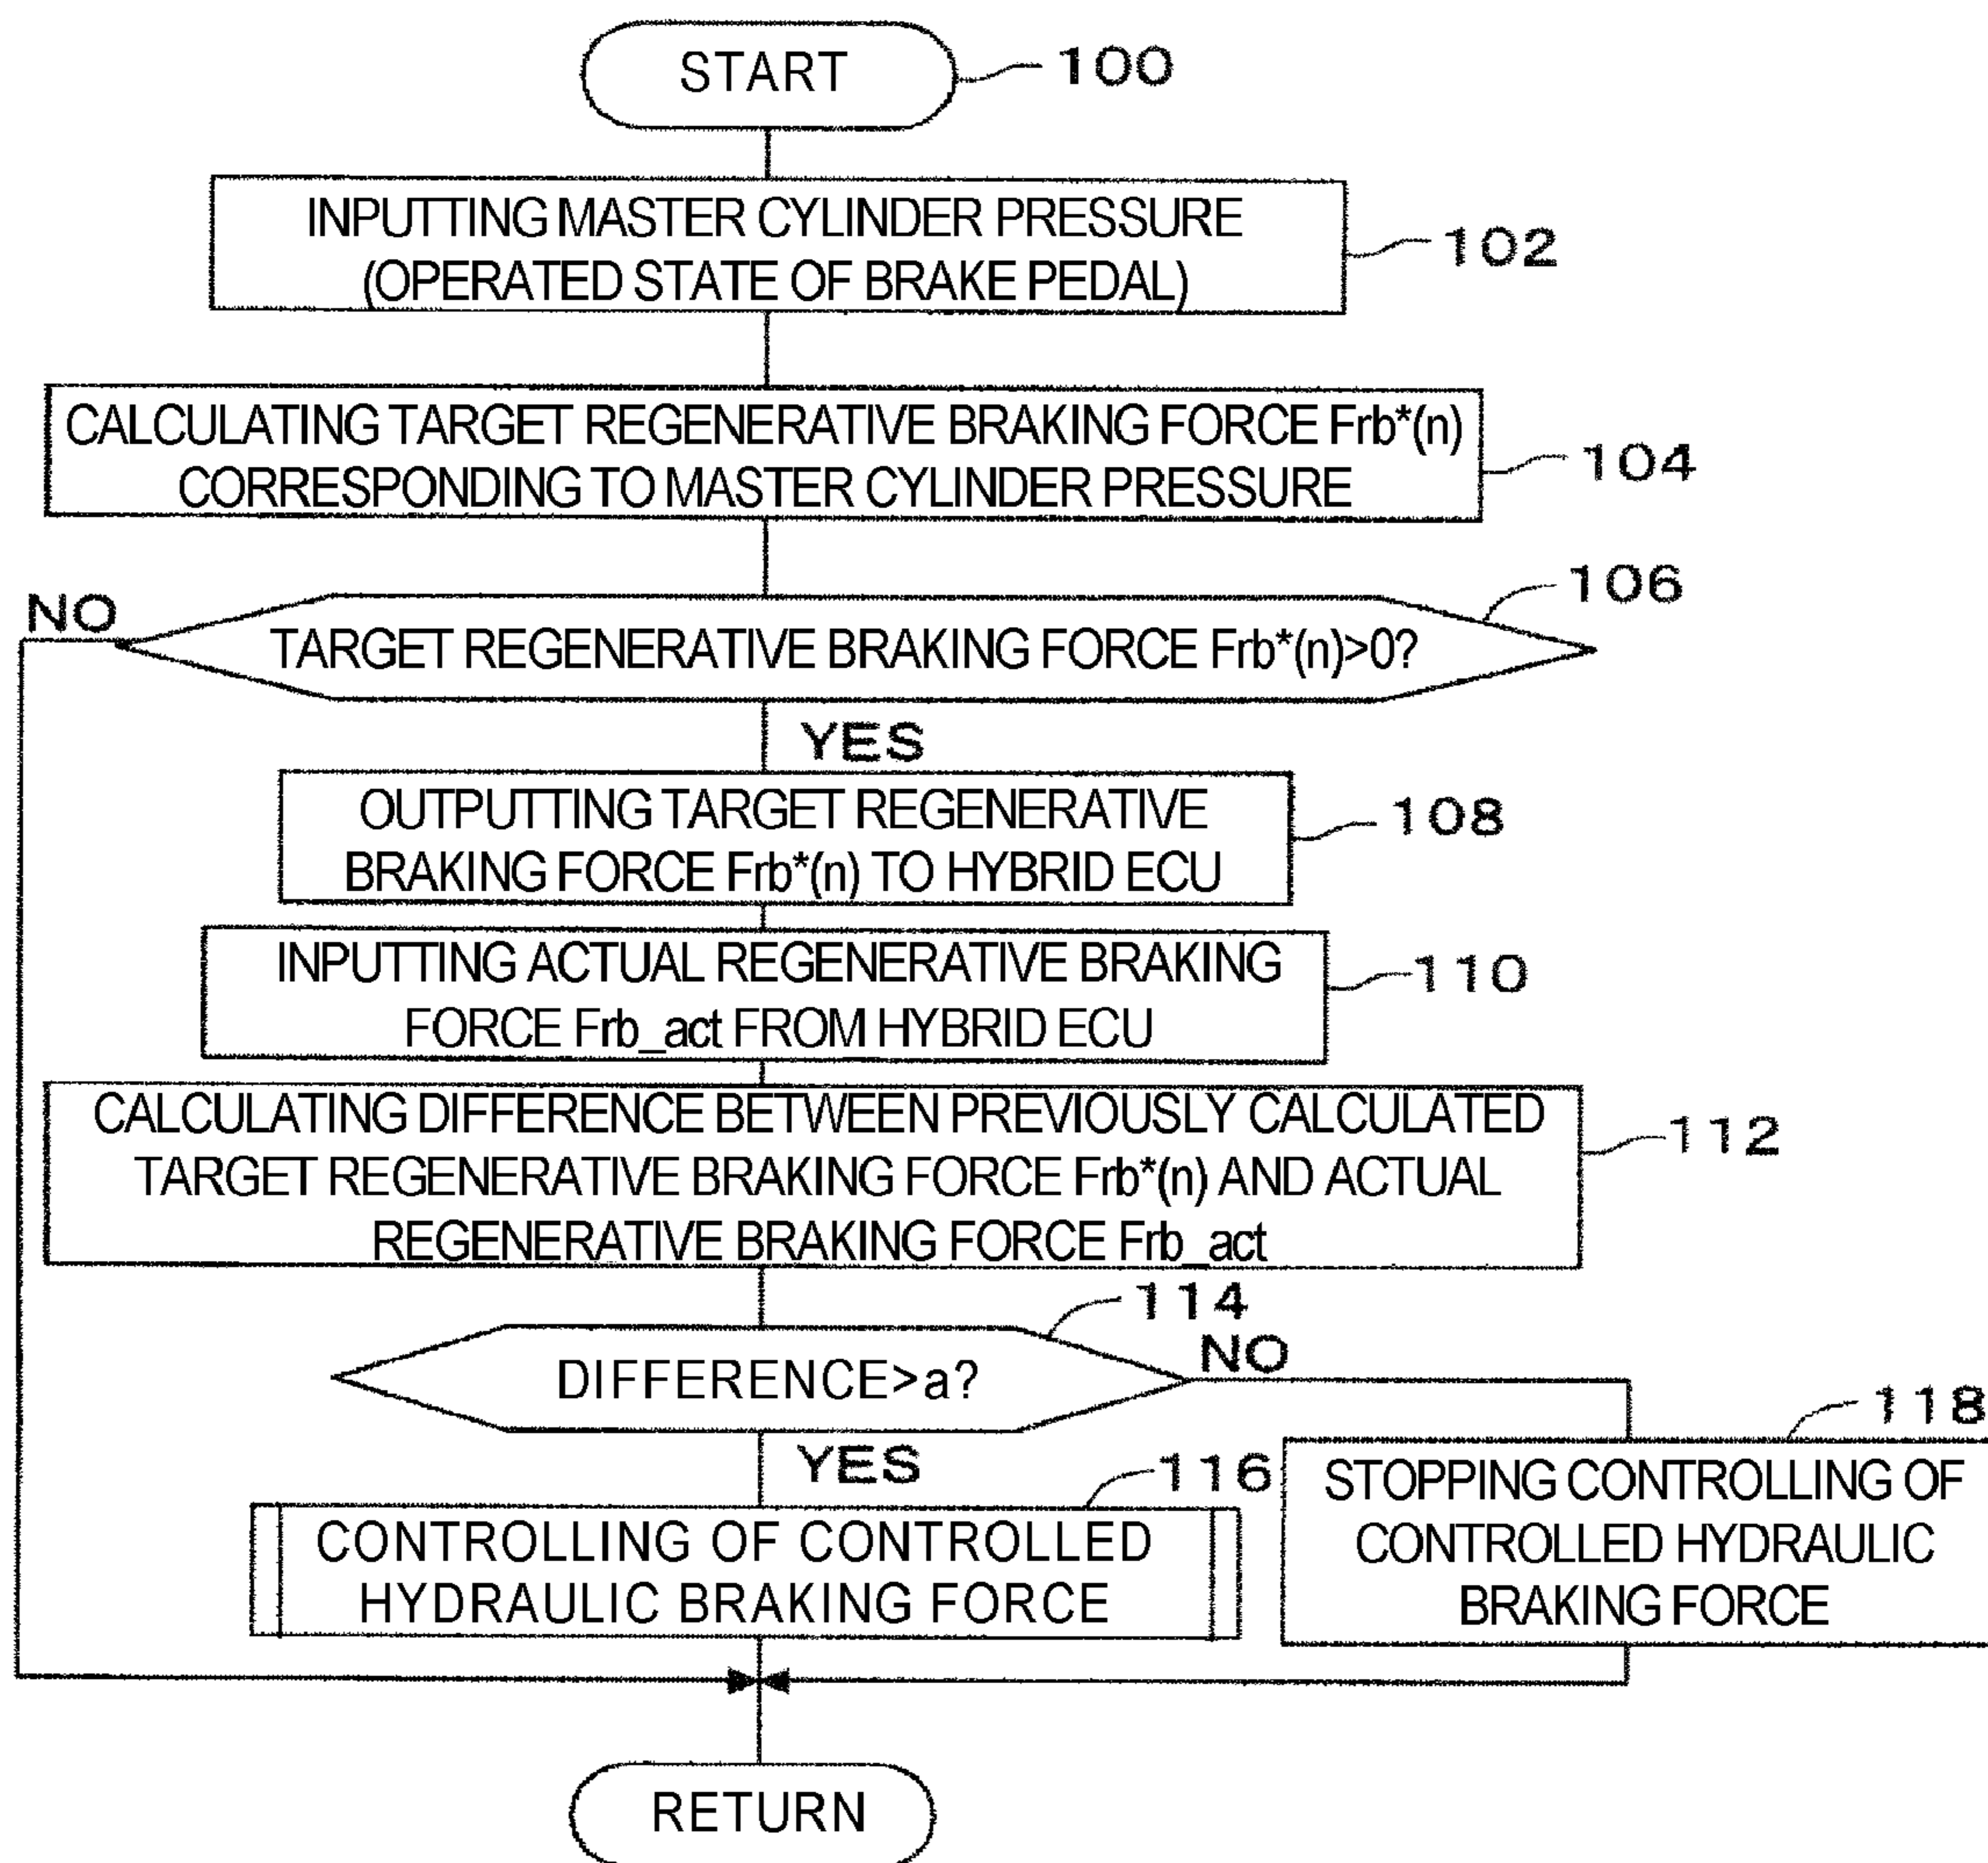 START
100
INPUTTING MASTER CYLINDER PRESSURE
(OPERATED STATE OF BRAKE PEDAL)
102
CALCULATING TARGET REGENERATIVE BRAKING FORCE Frb*(n)
CORRESPONDING TO MASTER CYLINDER PRESSURE
104
106
NO
TARGET REGENERATIVE BRAKING FORCE Frb*(n)>0?
YES
OUTPUTTING TARGET REGENERATIVE
BRAKING FORCE Frb*(n) TO HYBRID ECU
108
INPUTTING ACTUAL REGENERATIVE BRAKING
FORCE Frb_act FROM HYBRID ECU
110
CALCULATING DIFFERENCE BETWEEN PREVIOUSLY CALCULATED
TARGET REGENERATIVE BRAKING FORCE Frb*(n) AND ACTUAL
REGENERATIVE BRAKING FORCE Frb_act
112
114
DIFFERENCE>a?
NO
YES
116
CONTROLLING OF CONTROLLED
HYDRAULIC BRAKING FORCE
118
STOPPING CONTROLLING OF
CONTROLLED HYDRAULIC
BRAKING FORCE
RETURN